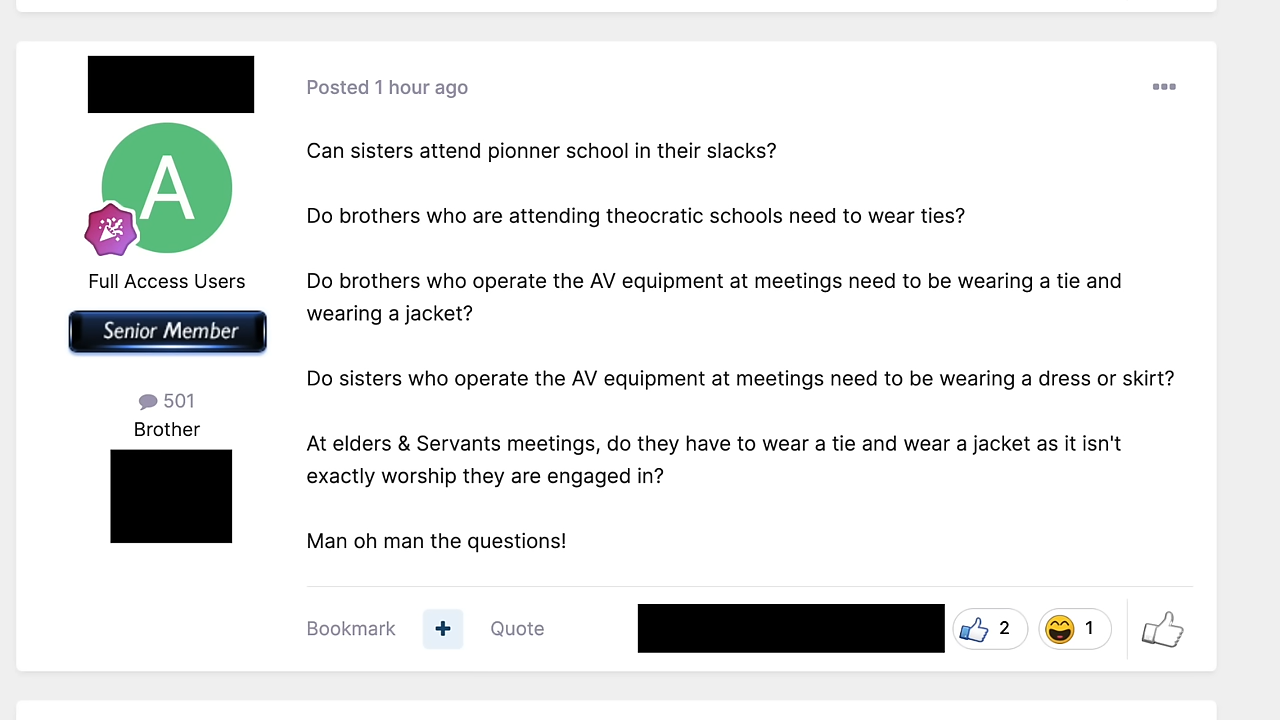 Posted 1 hour ago
A
Full Access Users
Senior Member
501
Brother
Can sisters attend pionner school in their slacks?
Do brothers who are attending theocratic schools need to wear ties?
Do brothers who operate the AV equipment at meetings need to be wearing a tie and
wearing a jacket?
Do sisters who operate the AV equipment at meetings need to be wearing a dress or skirt?
At elders & Servants meetings, do they have to wear a tie and wear a jacket as it isn't
exactly worship they are engaged in?
Man oh man the questions!
Bookmark + Quote 2 1